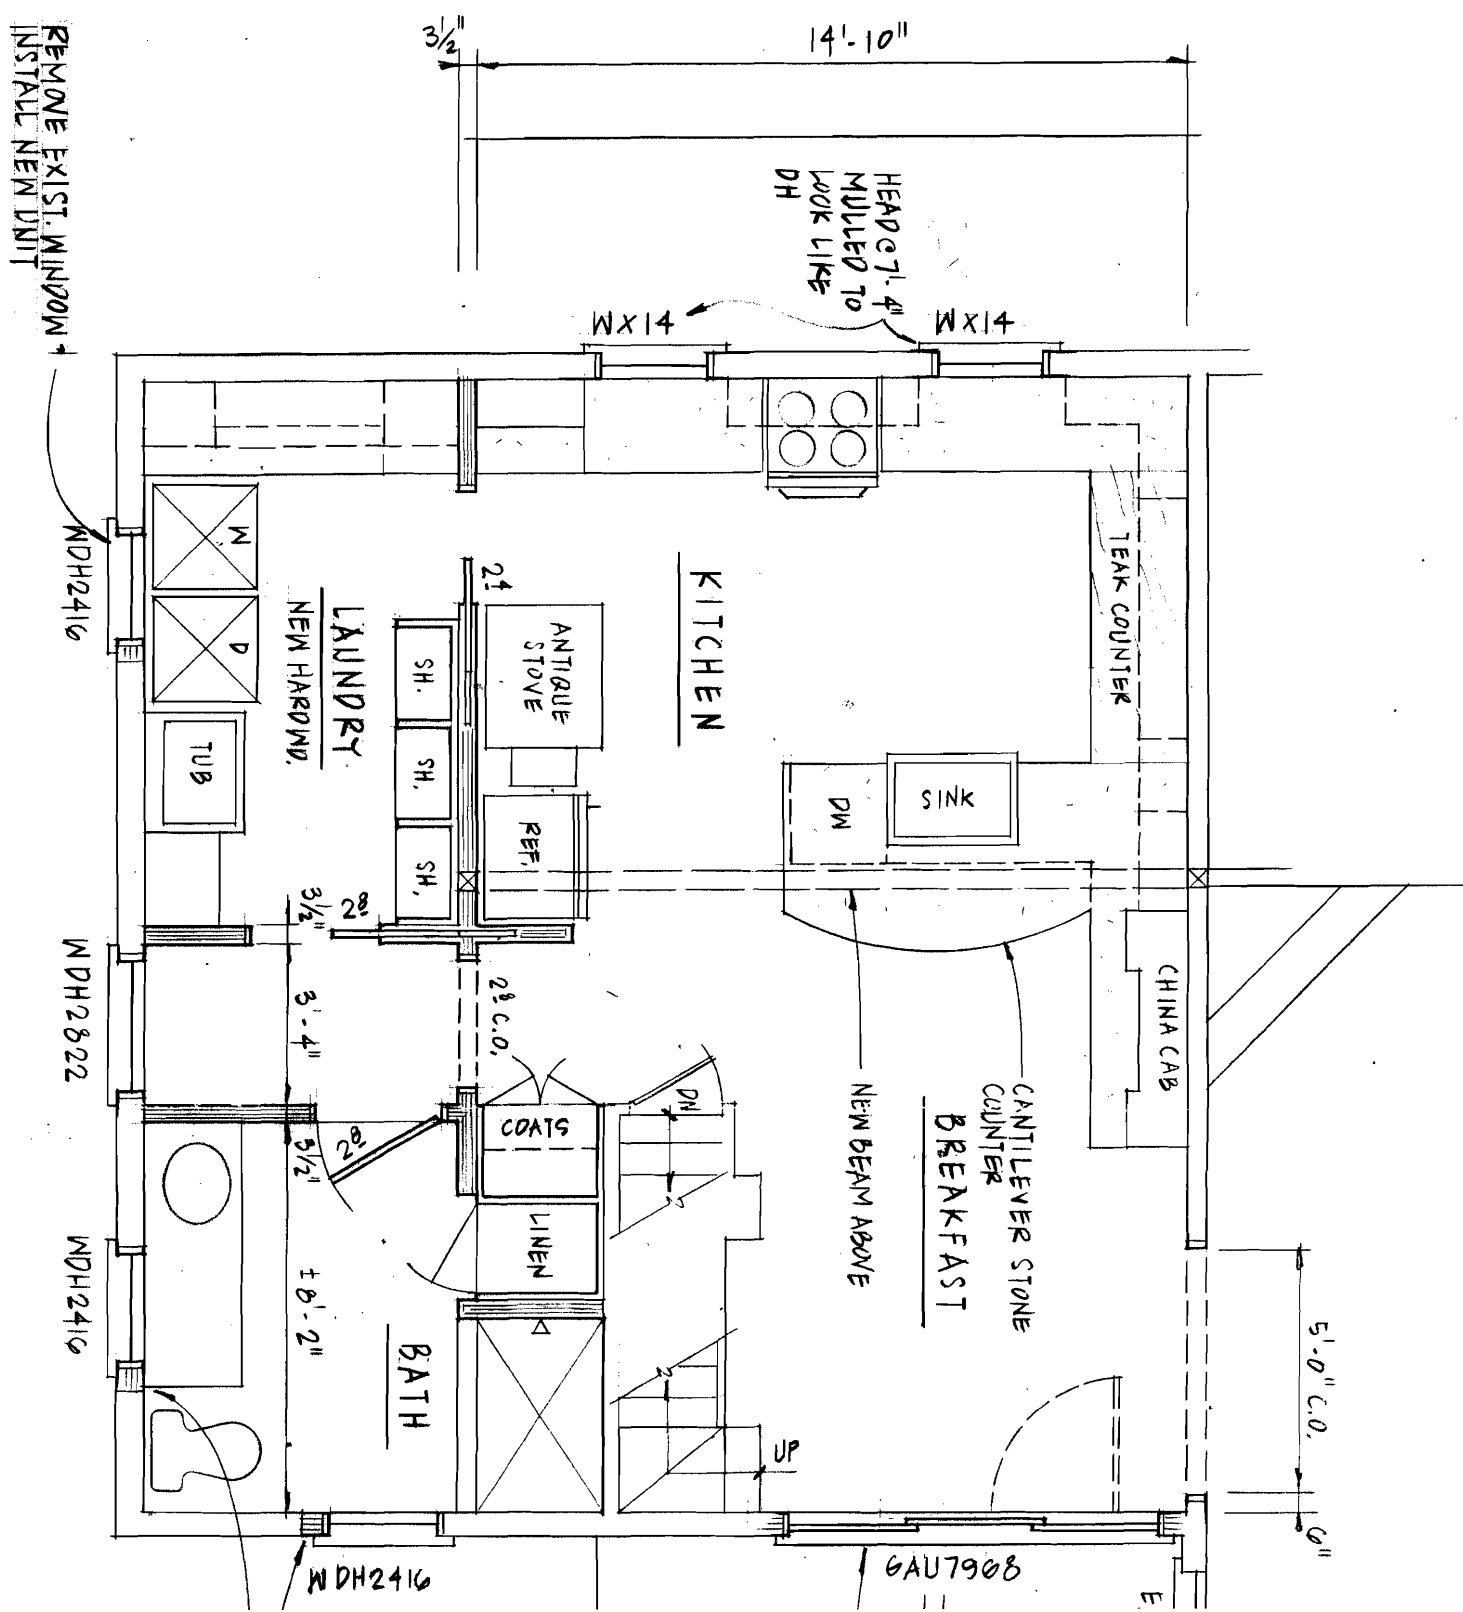 3½"
14'-10"
REMOVE EXIST. WINDOW
INSTALL NEW UNIT
HEAD @ 7'-4"
MULLED TO
LOOK LIKE
DH
WX14
WX14
WDH2416
W
D
TUB
LAUNDRY
NEW HARDWD.
SH.
SH.
SH.
2⁴
ANTIQUE
STOVE
REF.
KITCHEN
TEAK COUNTER
DW
SINK
CHINA CAB
3½"
2⁸
WDH2822
3'-4"
2⁸ C.O.
COATS
DN
NEW BEAM ABOVE
CANTILEVER STONE
COUNTER
BREAKFAST
3½"
2⁸
LINEN
WDH2416
±8'-2"
BATH
UP
5'-0" C.O.
6"
WDH2416
GAU7968
E